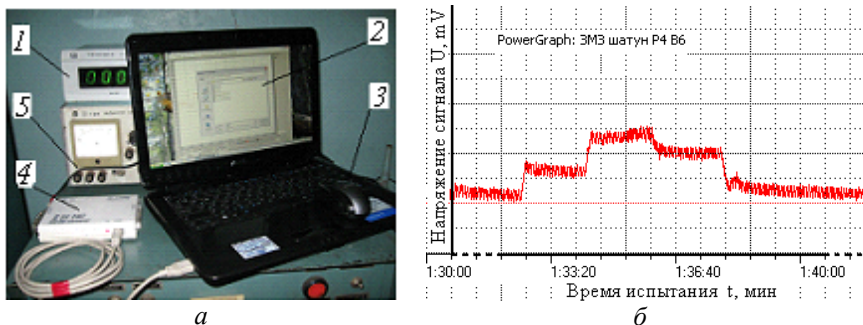 1
2
3
5
4
000
а
Напряжение сигнала U, mV
PowerGraph: ЗМЗ шатун Р4 В6
1:30:00 1:33:20 1:36:40 1:40:00
Время испытания t, мин
б